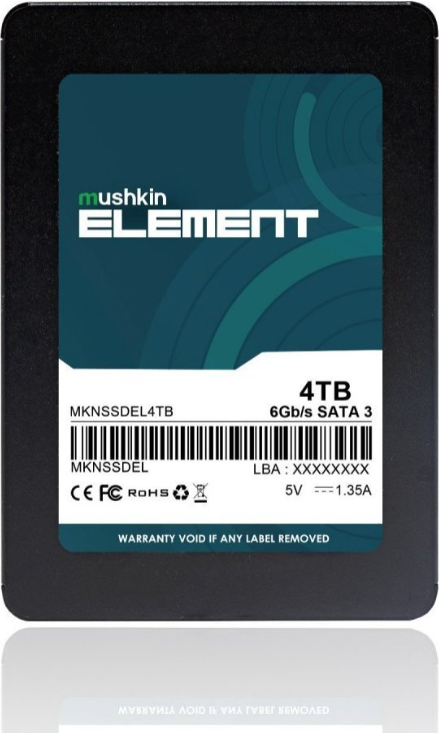 mushkin
ELEMENT
4TB
MKNSSDEL4TB 6Gb/s SATA 3
MKNSSDEL LBA : XXXXXXXX
CE FC RoHS 5V ⎓1.35A
WARRANTY VOID IF ANY LABEL REMOVED